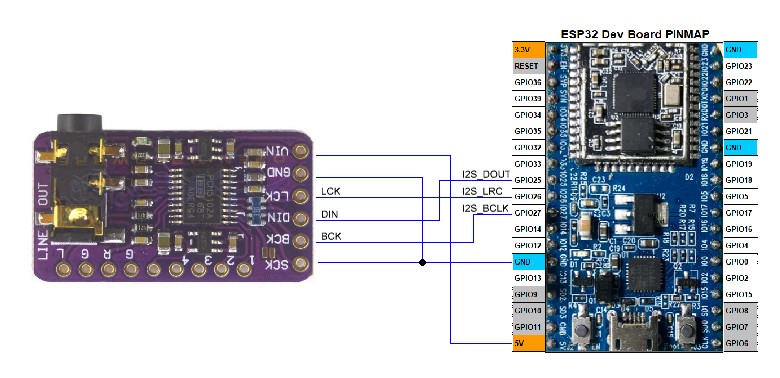 ESP32 Dev Board PINMAP
3.3V
RESET
GPIO36
GPIO39
GPIO34
GPIO35
GPIO32
GPIO33
GPIO25
GPIO26
GPIO27
GPIO14
GPIO12
GND
GPIO13
GPIO9
GPIO10
GPIO11
5V
GND
GPIO23
GPIO22
GPIO1
GPIO3
GPIO21
GND
GPIO19
GPIO18
GPIO5
GPIO17
GPIO16
GPIO4
GPIO0
GPIO2
GPIO15
GPIO8
GPIO7
GPIO6
I2S_DOUT
I2S_LRC
I2S_BCLK
LCK
DIN
BCK
VIN
GND
LCK
DIN
BCK
SCK
LINE OUT
L G R G 4 3 2 1
D2
R24